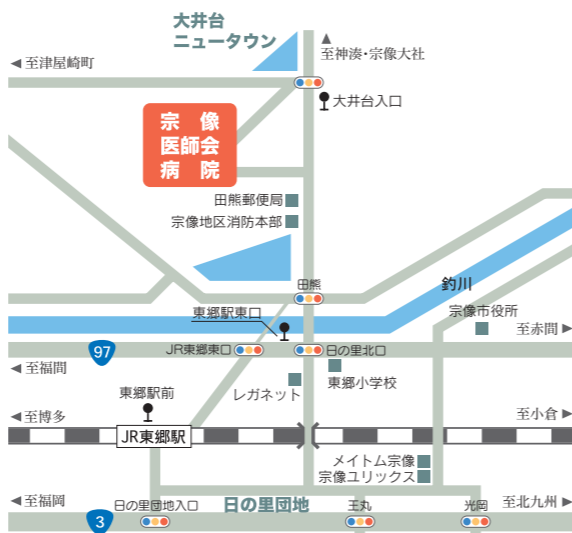 大井台
ニュータウン
至神湊・宗像大社
至津屋崎町
大井台入口
宗像
医師会
病院
田熊郵便局
宗像地区消防本部
田熊
釣川
東郷駅東口
宗像市役所
至赤間
97
JR東郷東口
日の里北口
至福間
東郷小学校
レガネット
東郷駅前
至博多
至小倉
JR東郷駅
メイトム宗像
宗像ユリックス
至福岡
日の里団地入口
日の里団地
王丸
光岡
至北九州
3